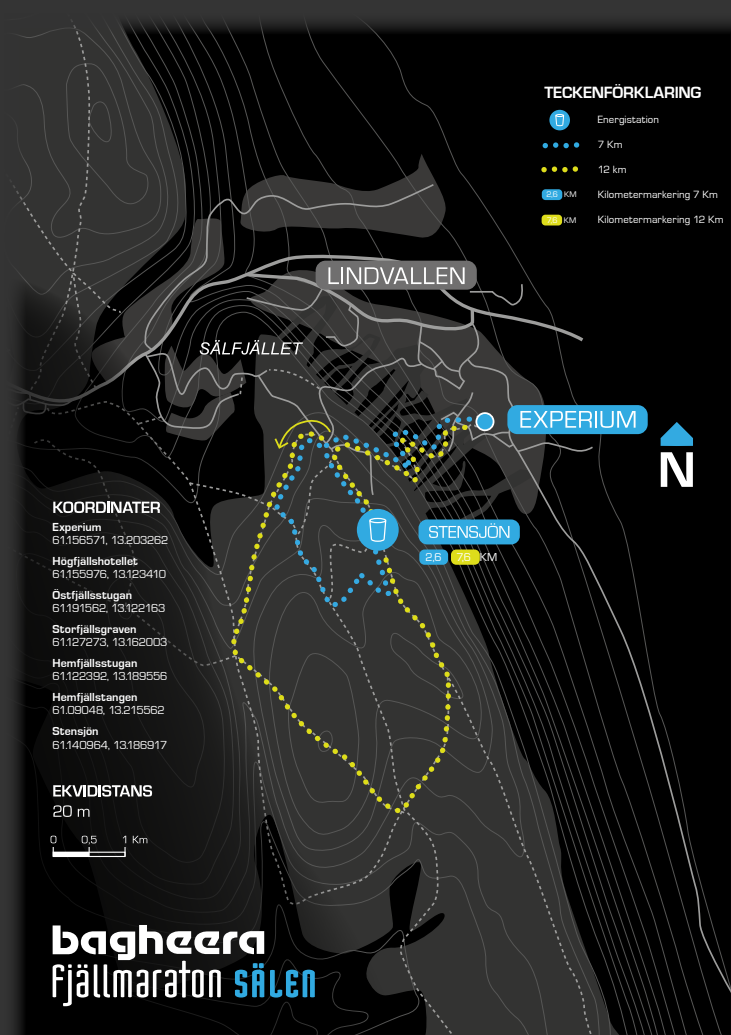 TECKENFÖRKLARING
Energistation
7 Km
12 km
2,6 KM Kilometermarkering 7 Km
7,6 KM Kilometermarkering 12 Km
LINDVALLEN
SÄLFJÄLLET
EXPERIUM
N
STENSJÖN
2,6 7,6 KM
KOORDINATER
Experium
61.156571, 13.203262
Högfjällshotellet
61.155976, 13.123410
Östfjällsstugan
61.191562, 13.122163
Storfjällsgraven
61.127273, 13.162003
Hemfjällsstugan
61.122392, 13.189556
Hemfjällstangen
61.09048, 13.215562
Stensjön
61.140964, 13.186917
EKVIDISTANS
20 m
0 0,5 1 Km
bagheera
Fjällmaraton SÄLEN